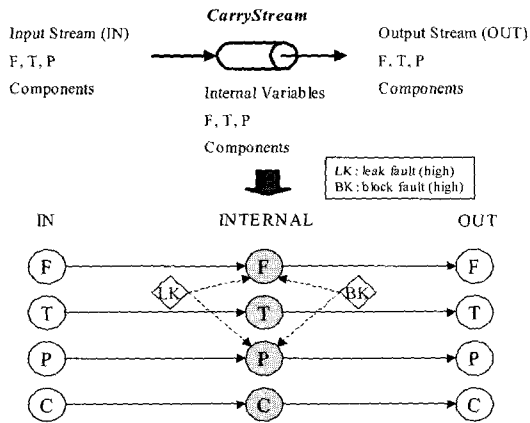 CarryStream
Input Stream (IN)
F, T, P
Components
Output Stream (OUT)
F, T, P
Components
Internal Variables
F, T, P
Components
LK : leak fault (high)
BK : block fault (high)
IN INTERNAL OUT
F F F
LK BK
T T T
P P P
C C C